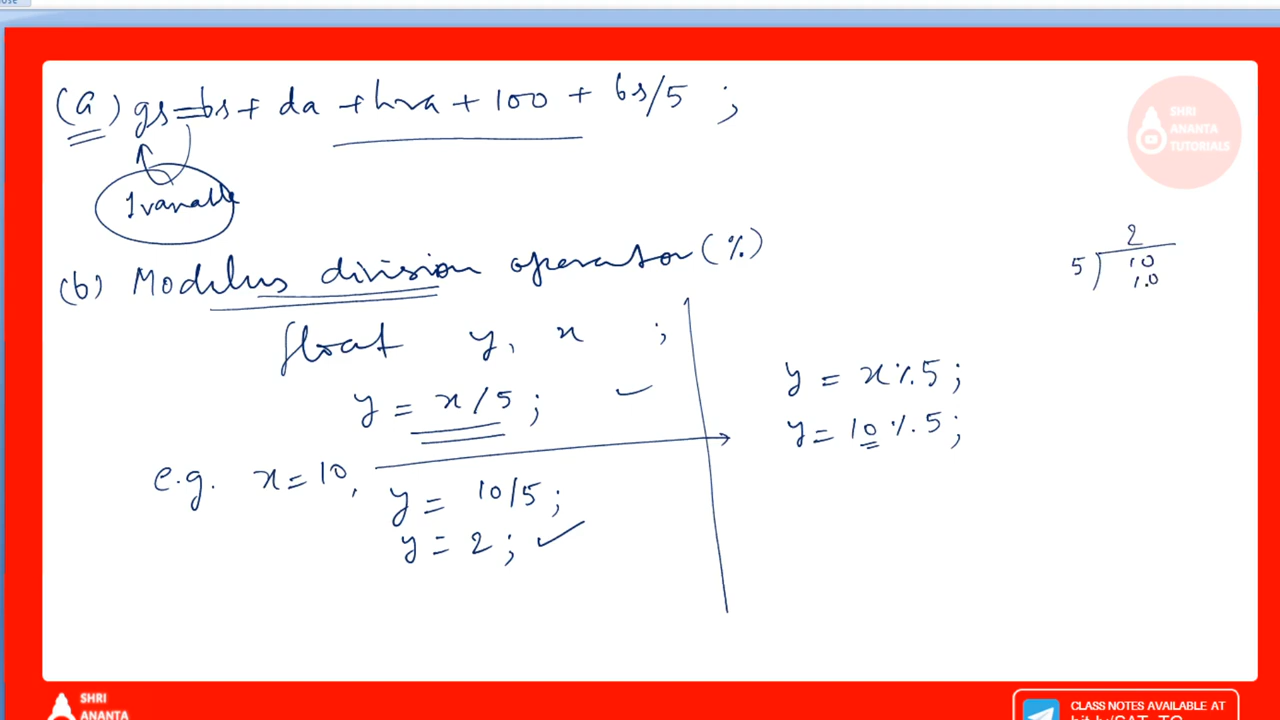 (a) gs=bs+ da +hra + 100 + bs/5 ;
1 variable
(b) Modulus division operator (%)
float y, x ;
y = x/5 ;
e.g. x=10,
y = 10/5 ;
y = 2 ;
y = x%5 ;
y = 10%5 ;
2
5) 10
10
SHRI
ANANTA
TUTORIALS
SHRI
ANANTA
CLASS NOTES AVAILABLE AT